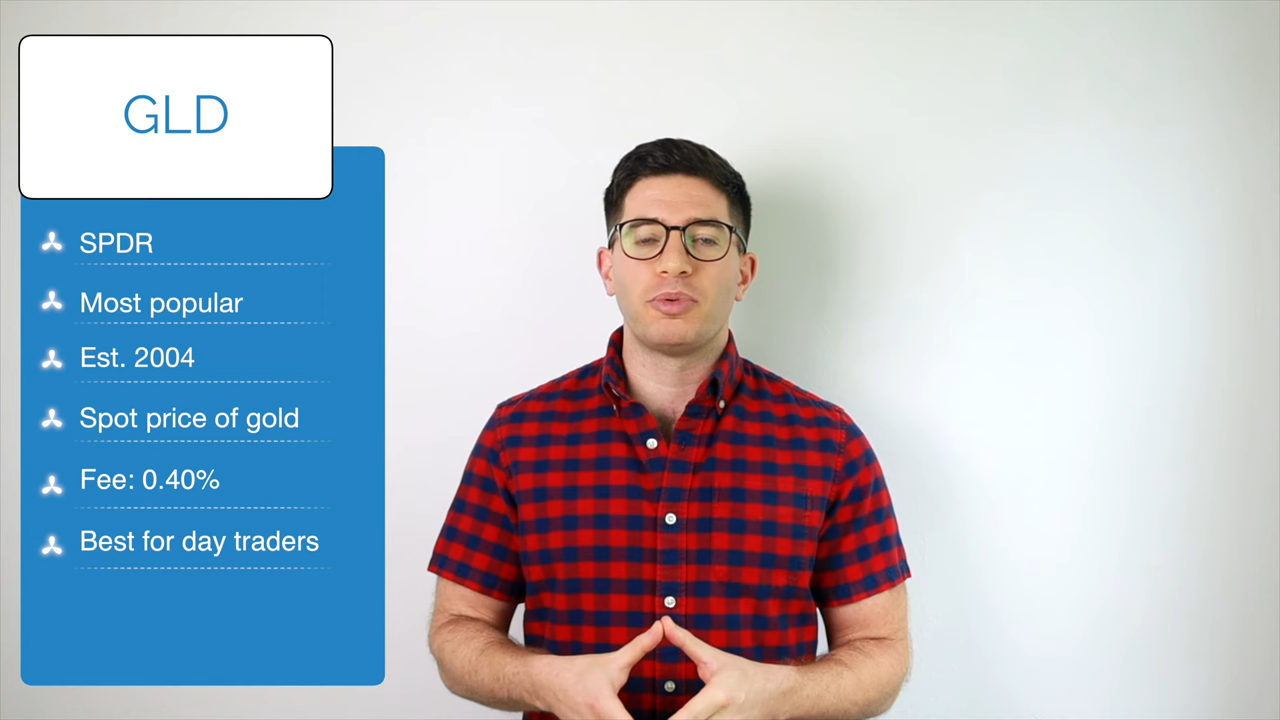 GLD
SPDR
Most popular
Est. 2004
Spot price of gold
Fee: 0.40%
Best for day traders